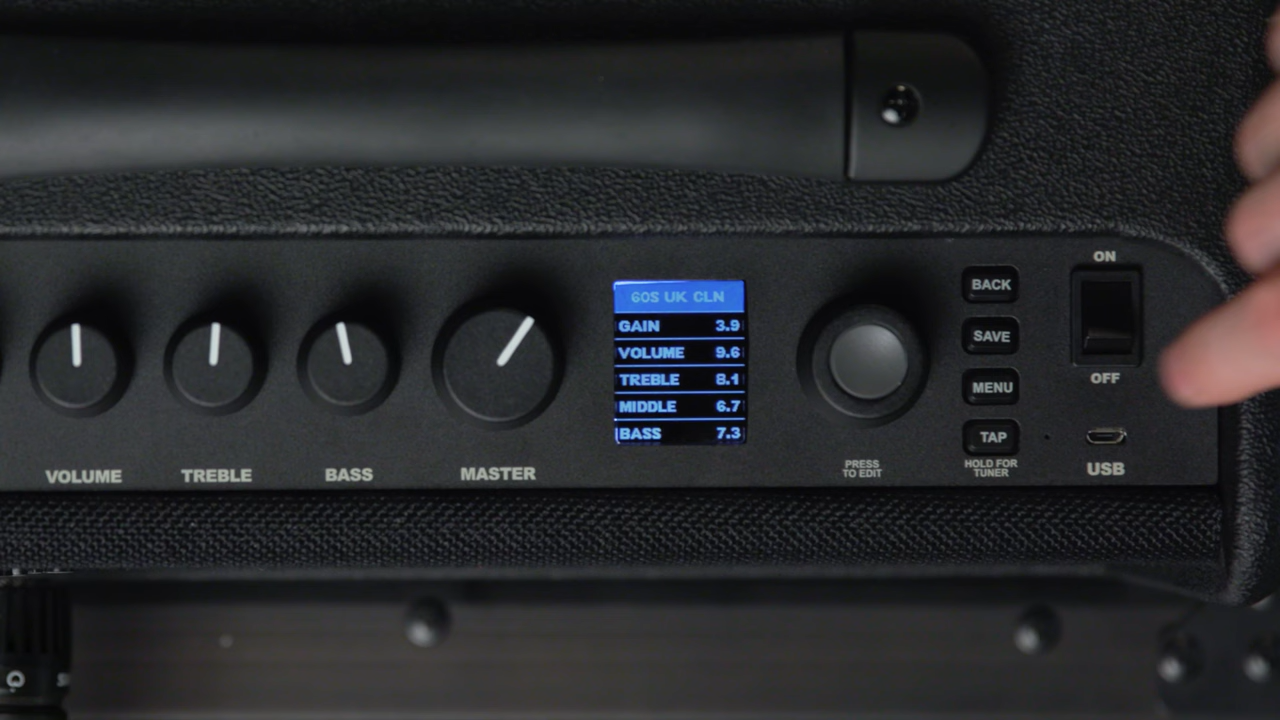 60S UK CLN
GAIN 3.9
VOLUME 9.6
TREBLE 8.1
MIDDLE 6.7
BASS 7.3
VOLUME
TREBLE
BASS
MASTER
PRESS
TO EDIT
BACK
SAVE
MENU
TAP
HOLD FOR
TUNER
ON
OFF
USB